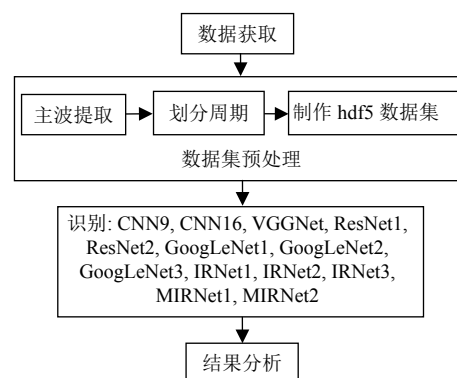 数据获取
主波提取
划分周期
制作 hdf5 数据集
数据集预处理
识别: CNN9, CNN16, VGGNet, ResNet1,
ResNet2, GoogLeNet1, GoogLeNet2,
GoogLeNet3, IRNet1, IRNet2, IRNet3,
MIRNet1, MIRNet2
结果分析